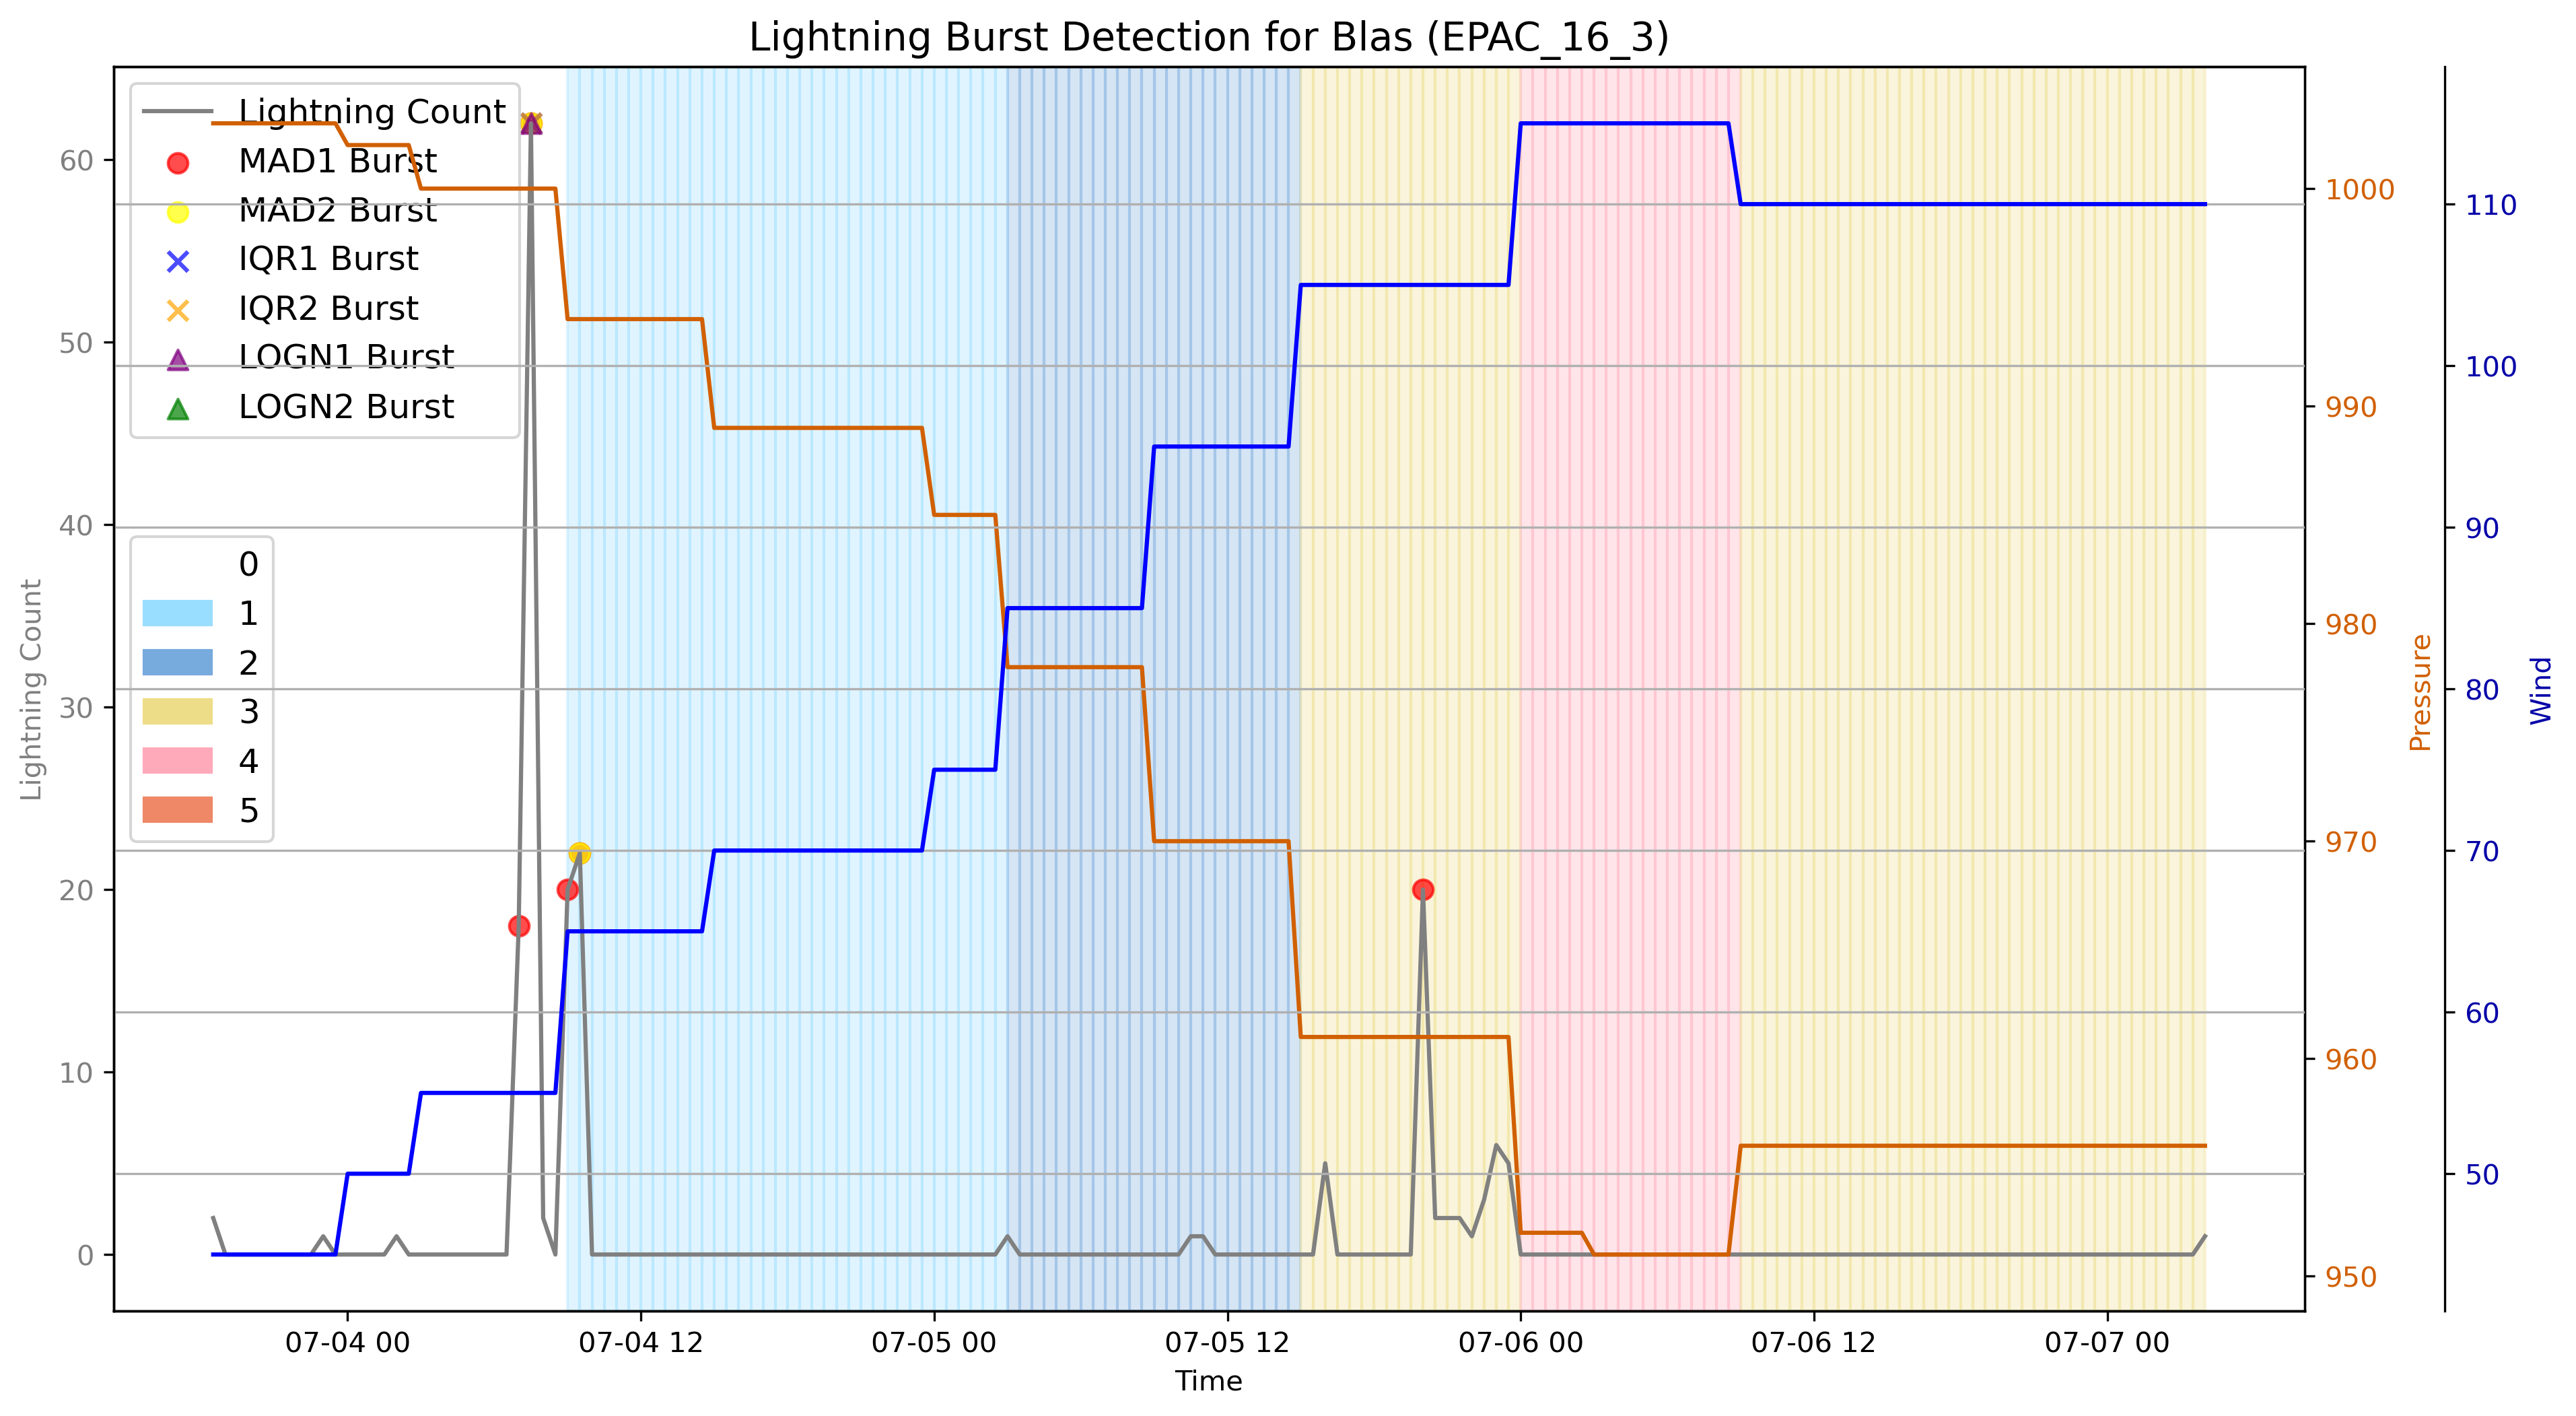 Lightning Burst Detection for Blas (EPAC_16_3)
Lightning Count
MAD1 Burst
MAD2 Burst
IQR1 Burst
IQR2 Burst
LOGN1 Burst
LOGN2 Burst
0
1
2
3
4
5
Lightning Count
60
50
40
30
20
10
0
1000
990
980
970
960
950
Pressure
110
100
90
80
70
60
50
Wind
07-04 00
07-04 12
07-05 00
07-05 12
07-06 00
07-06 12
07-07 00
Time